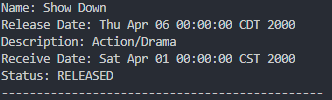 Name: Show Down
Release Date: Thu Apr 06 00:00:00 CDT 2000
Description: Action/Drama
Receive Date: Sat Apr 01 00:00:00 CST 2000
Status: RELEASED
------------------------------------------------